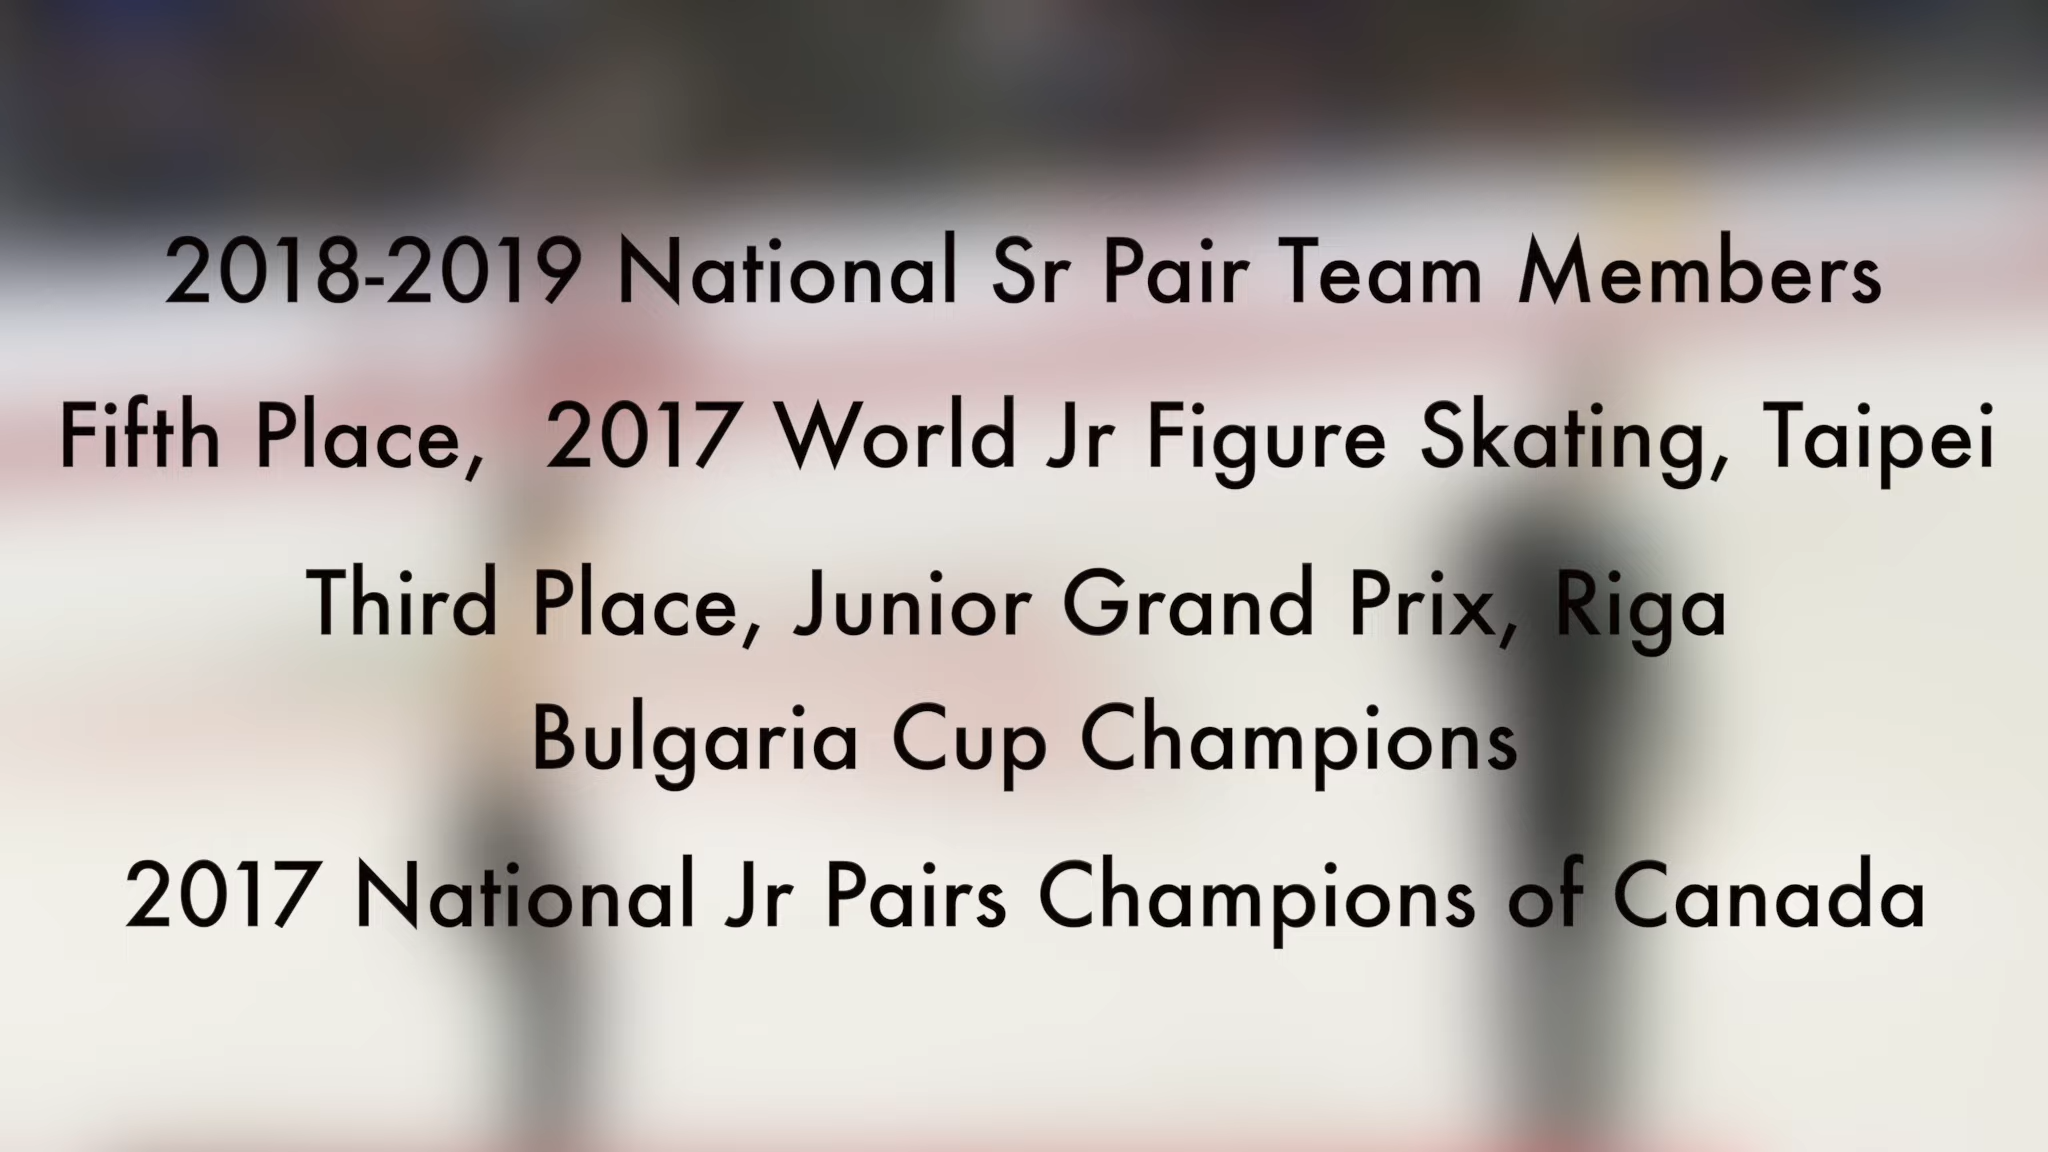 2018-2019 National Sr Pair Team Members
Fifth Place,  2017 World Jr Figure Skating, Taipei
Third Place, Junior Grand Prix, Riga
Bulgaria Cup Champions
2017 National Jr Pairs Champions of Canada